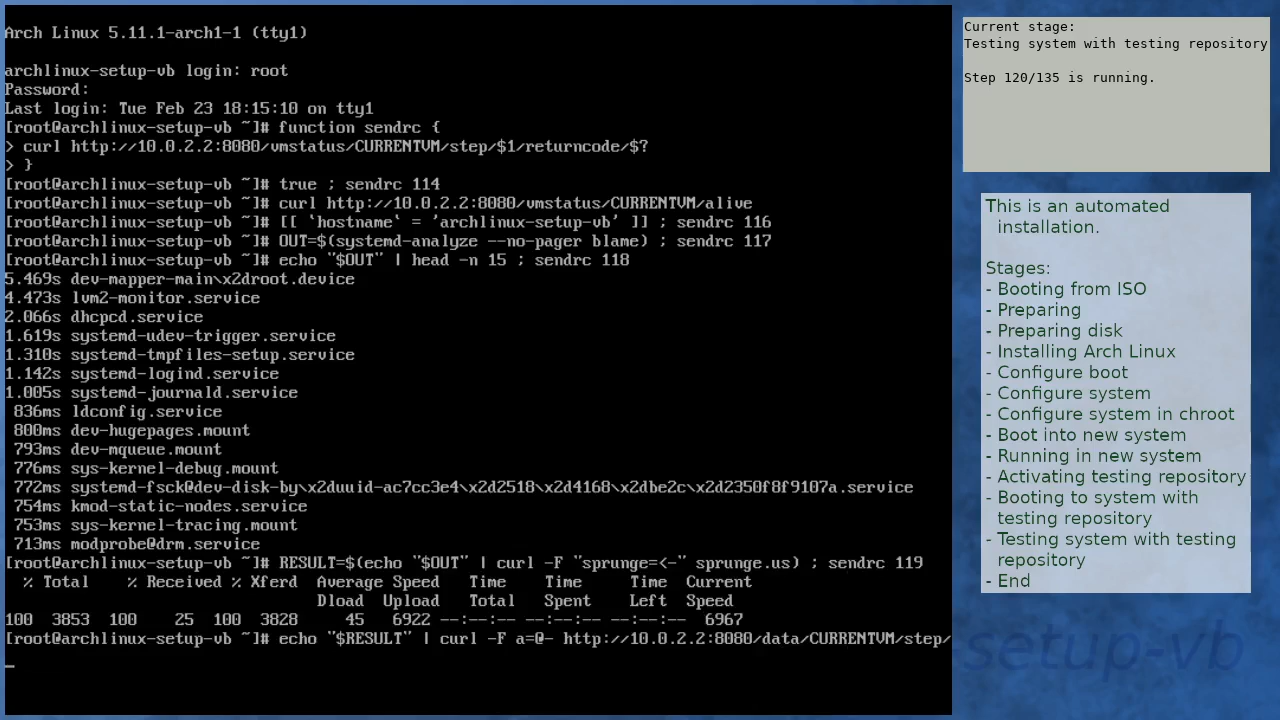 Arch Linux 5.11.1-arch1-1 (tty1)
archlinux-setup-vb login: root
Password:
Last login: Tue Feb 23 18:15:10 on tty1
[root@archlinux-setup-vb ~]# function sendrc {
> curl http://10.0.2.2:8080/vmstatus/CURRENTVM/step/$1/returncode/$?
> }
[root@archlinux-setup-vb ~]# true ; sendrc 114
[root@archlinux-setup-vb ~]# curl http://10.0.2.2:8080/vmstatus/CURRENTVM/alive
[root@archlinux-setup-vb ~]# [[ `hostname` = 'archlinux-setup-vb' ]] ; sendrc 116
[root@archlinux-setup-vb ~]# OUT=$(systemd-analyze --no-pager blame) ; sendrc 117
[root@archlinux-setup-vb ~]# echo "$OUT" | head -n 15 ; sendrc 118
5.469s dev-mapper-main\x2droot.device
4.473s lvm2-monitor.service
2.066s dhcpcd.service
1.619s systemd-udev-trigger.service
1.310s systemd-tmpfiles-setup.service
1.142s systemd-logind.service
1.005s systemd-journald.service
836ms ldconfig.service
800ms dev-hugepages.mount
793ms dev-mqueue.mount
776ms sys-kernel-debug.mount
772ms systemd-fsck@dev-disk-by\x2duuid-ac7cc3e4\x2d2518\x2d4168\x2dbe2c\x2d2350f8f9107a.service
754ms kmod-static-nodes.service
753ms sys-kernel-tracing.mount
713ms modprobe@drm.service
[root@archlinux-setup-vb ~]# RESULT=$(echo "$OUT" | curl -F "sprunge=<-" sprunge.us) ; sendrc 119
% Total    % Received % Xferd  Average Speed   Time    Time     Time  Current
Dload  Upload   Total   Spent    Left  Speed
100  3853  100    25  100  3828     45   6922 --:--:-- --:--:-- --:--:--  6967
[root@archlinux-setup-vb ~]# echo "$RESULT" | curl -F a=@- http://10.0.2.2:8080/data/CURRENTVM/step/
_
Current stage:
Testing system with testing repository
Step 120/135 is running.
This is an automated
installation.
Stages:
- Booting from ISO
- Preparing
- Preparing disk
- Installing Arch Linux
- Configure boot
- Configure system
- Configure system in chroot
- Boot into new system
- Running in new system
- Activating testing repository
- Booting to system with
testing repository
- Testing system with testing
repository
- End
setup-vb